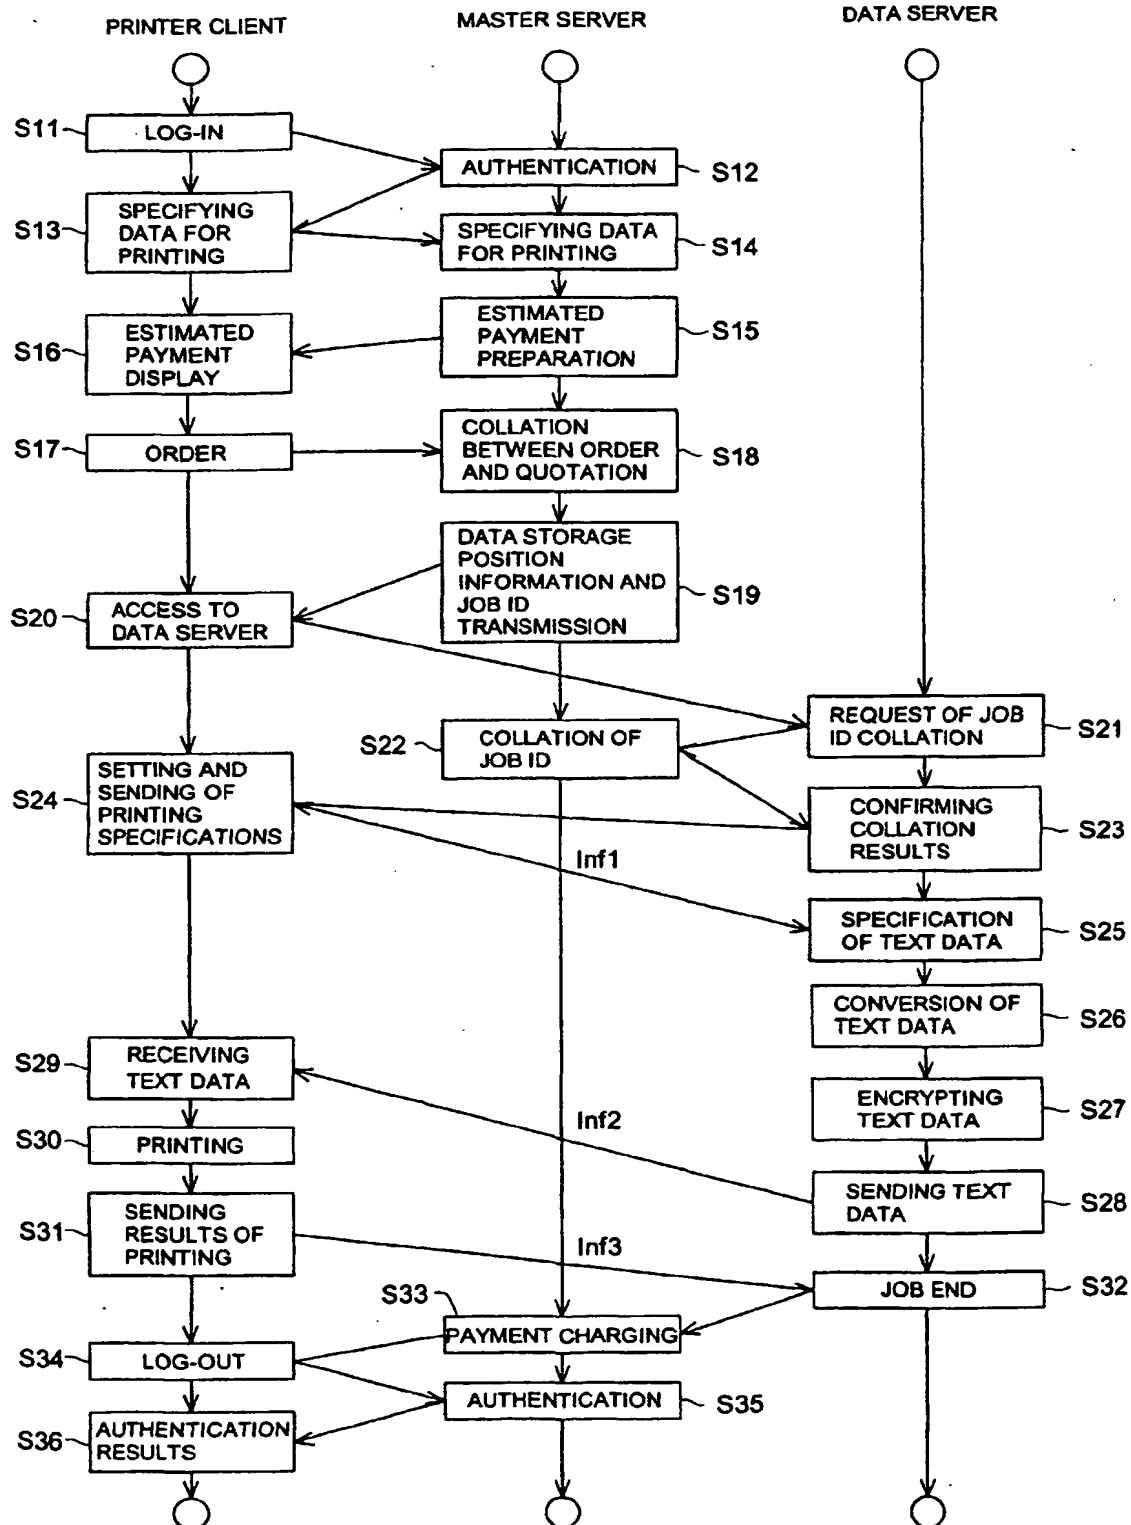 PRINTER CLIENT
MASTER SERVER
DATA SERVER
S11
LOG-IN
AUTHENTICATION
S12
S13
SPECIFYING
DATA FOR
PRINTING
SPECIFYING DATA
FOR PRINTING
S14
ESTIMATED
PAYMENT
PREPARATION
S15
S16
ESTIMATED
PAYMENT
DISPLAY
S17
ORDER
COLLATION
BETWEEN ORDER
AND QUOTATION
S18
DATA STORAGE
POSITION
INFORMATION AND
JOB ID
TRANSMISSION
S19
S20
ACCESS TO
DATA SERVER
REQUEST OF JOB
ID COLLATION
S21
S22
COLLATION OF
JOB ID
S24
SETTING AND
SENDING OF
PRINTING
SPECIFICATIONS
CONFIRMING
COLLATION
RESULTS
S23
Inf1
SPECIFICATION
OF TEXT DATA
S25
CONVERSION OF
TEXT DATA
S26
S29
RECEIVING
TEXT DATA
ENCRYPTING
TEXT DATA
S27
Inf2
S30
PRINTING
SENDING TEXT
DATA
S28
S31
SENDING
RESULTS OF
PRINTING
Inf3
JOB END
S32
S33
PAYMENT CHARGING
S34
LOG-OUT
AUTHENTICATION
S35
S36
AUTHENTICATION
RESULTS